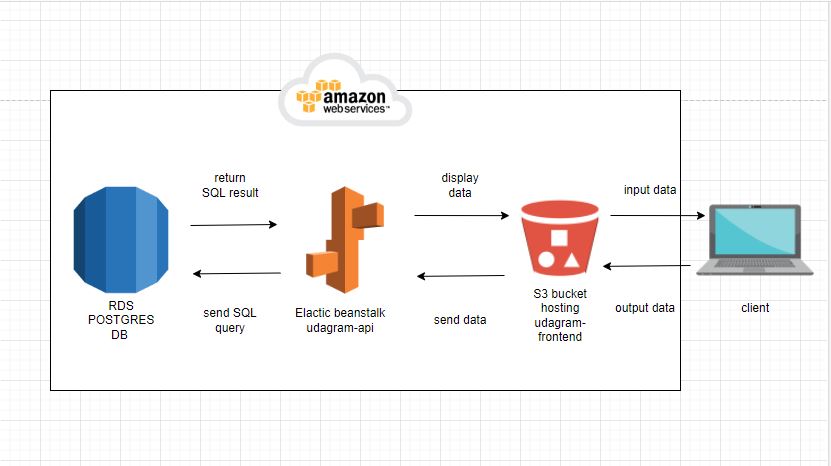 amazon
webservices™
return
SQL result
display
data
input data
RDS
POSTGRES
DB
send SQL
query
Elactic beanstalk
udagram-api
send data
S3 bucket
hosting
udagram-
frontend
output data
client